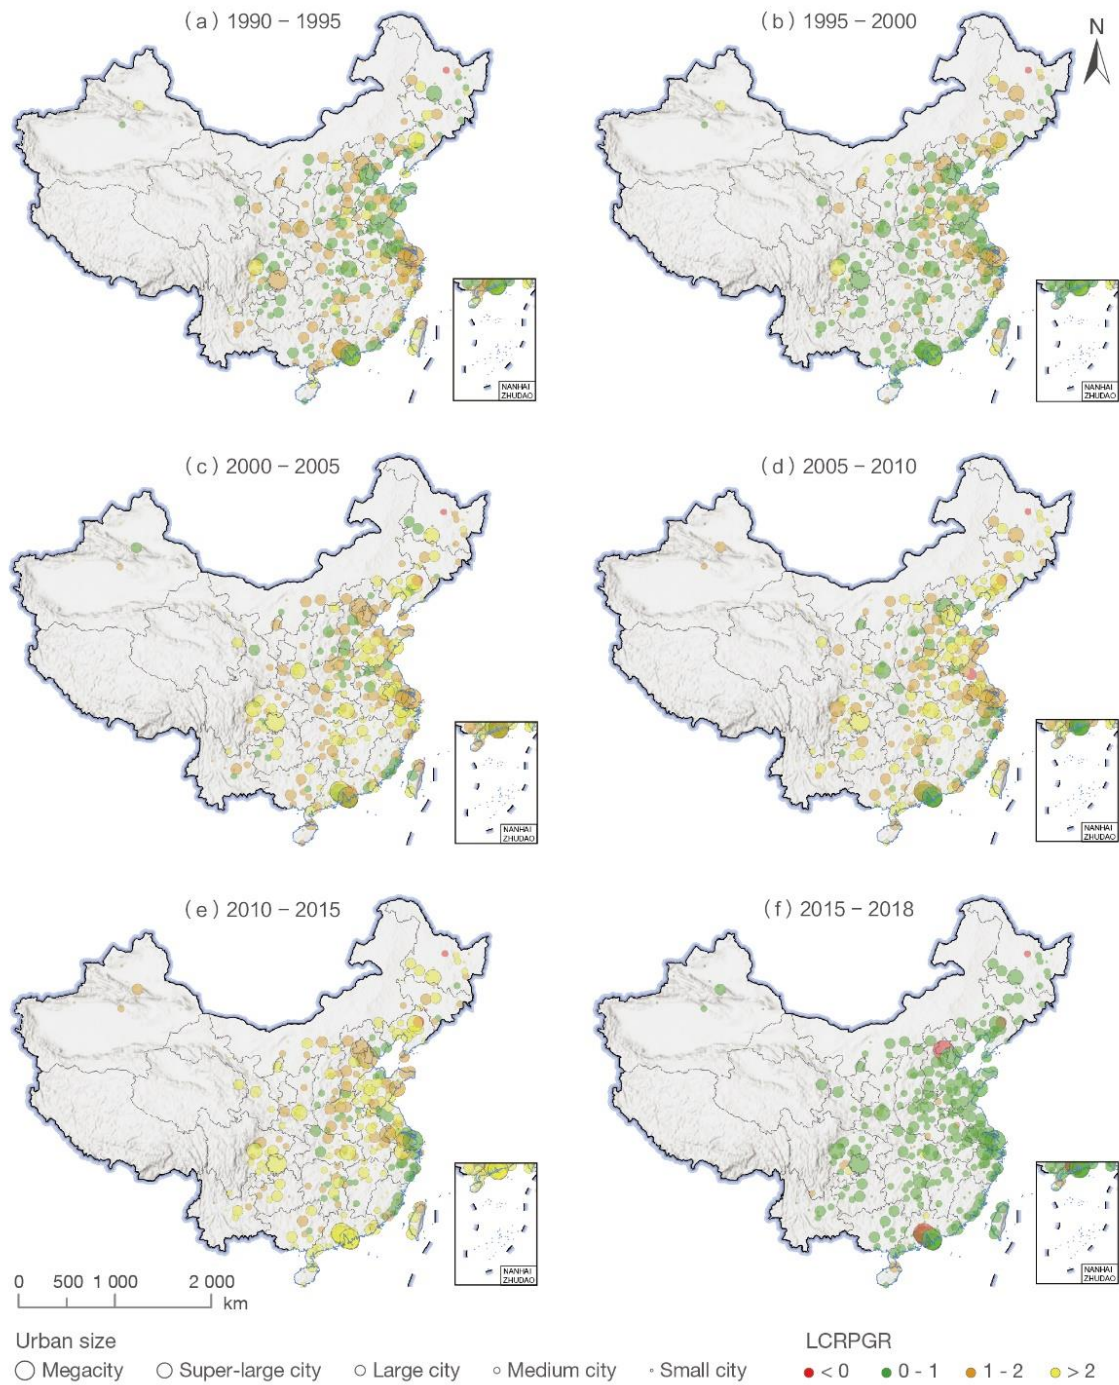 ( a ) 1990 – 1995
( b ) 1995 – 2000
N
NANHAI
ZHUDAO
NANHAI
ZHUDAO
( c ) 2000 – 2005
( d ) 2005 – 2010
NANHAI
ZHUDAO
NANHAI
ZHUDAO
( e ) 2010 – 2015
( f ) 2015 – 2018
NANHAI
ZHUDAO
NANHAI
ZHUDAO
0 500 1 000 2 000
km
Urban size
Megacity Super-large city Large city Medium city Small city
LCRPGR
< 0 0 - 1 1 - 2 > 2